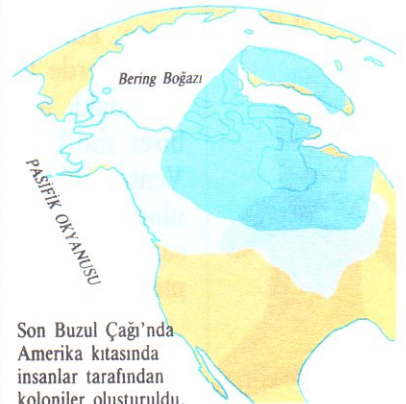 Bering Boğazı
PASİFİK OKYANUSU
Son Buzul Çağı'nda
Amerika kıtasında
insanlar tarafından
koloniler oluşturuldu.